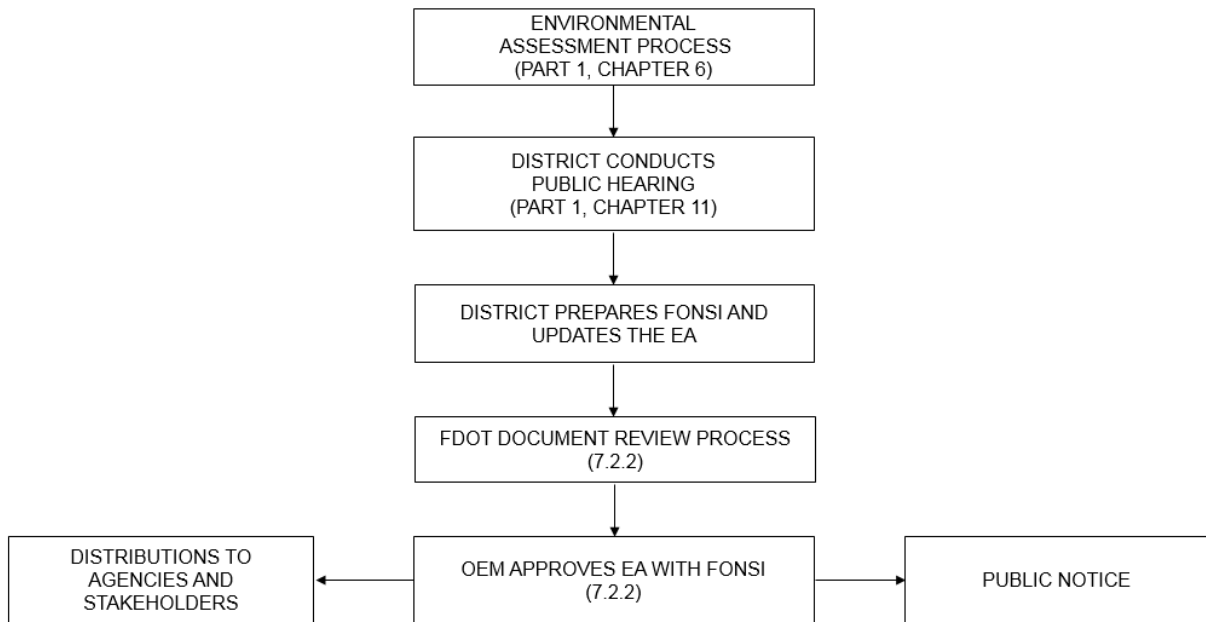 ENVIRONMENTAL
ASSESSMENT PROCESS
(PART 1, CHAPTER 6)
DISTRICT CONDUCTS
PUBLIC HEARING
(PART 1, CHAPTER 11)
DISTRICT PREPARES FONSI AND
UPDATES THE EA
FDOT DOCUMENT REVIEW PROCESS
(7.2.2)
DISTRIBUTIONS TO
AGENCIES AND
STAKEHOLDERS
OEM APPROVES EA WITH FONSI
(7.2.2)
PUBLIC NOTICE